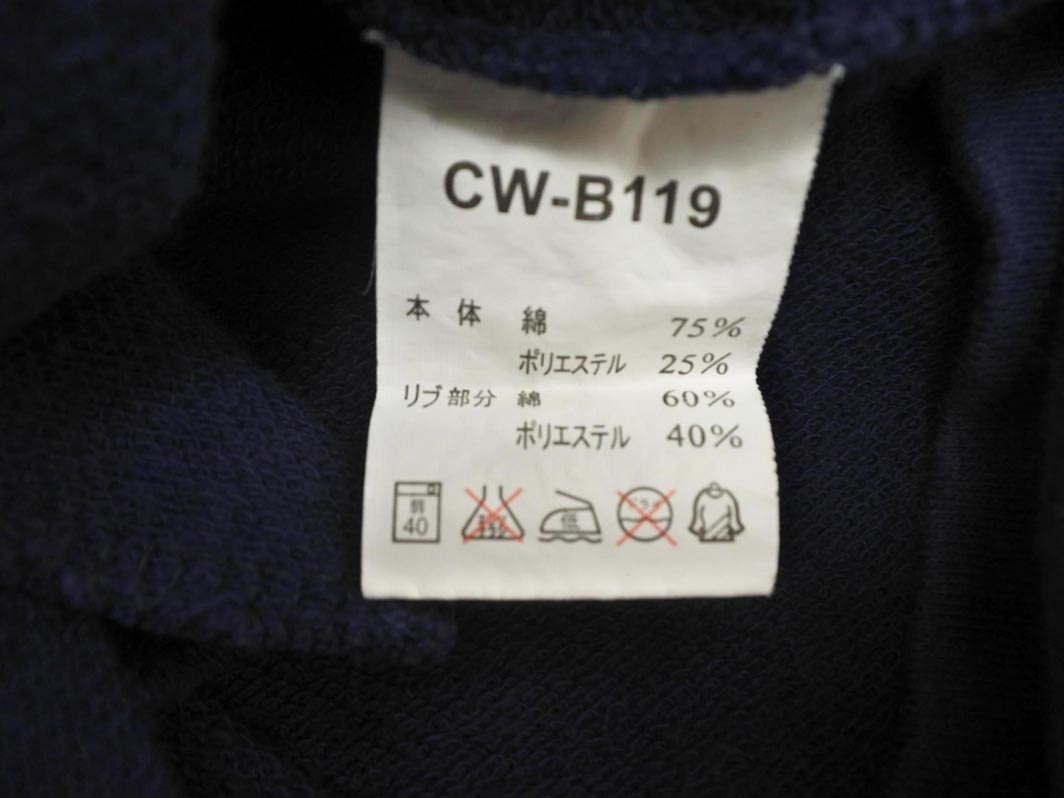 CW-B119
本体 綿 75%
ポリエステル 25%
リブ部分 綿 60%
ポリエステル 40%
弱 40 低